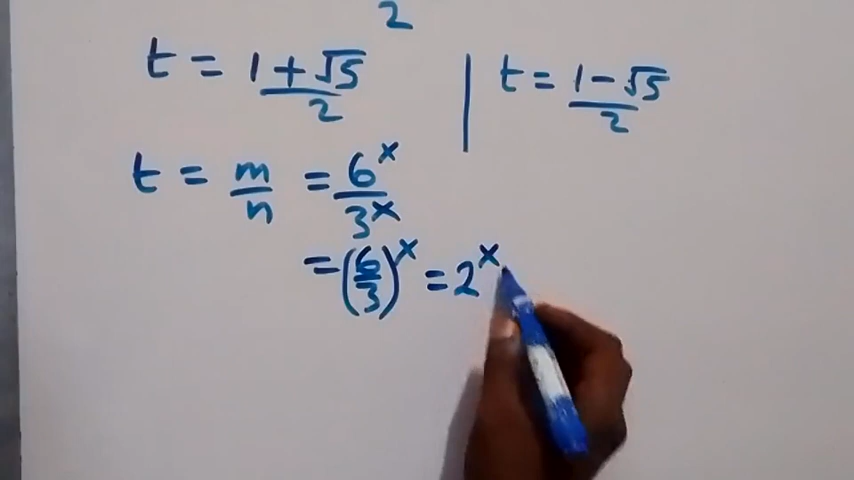 2
t = 1 + √5 / 2 | t = 1 - √5 / 2
t = m/n = 6^x / 3^x
= (6/3)^x = 2^x